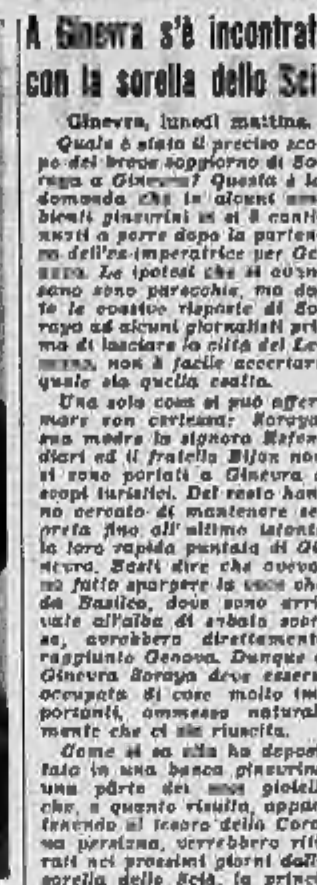 A Ginevra s'è incontrat
con la sorella dello Sci
Ginevra, lunedì mattina.
Quale è stato il preciso sco-
po del breve soggiorno di So
raya a Ginevra? Questa è la
domanda che in alcuni am
bienti ginevrini ci si è conti
nuati a porre dopo la parten
za dell'ex-imperatrice per Ge
nova. Le ipotesi che si avan
zano sono parecchie, ma da
te le evasive risposte di So
raya ad alcuni giornalisti pri
ma di lasciare la città del Le
mano, non è facile accertare
quale sia quella esatta.
Una sola cosa si può affer
mare con certezza: Soraya
sua madre la signora Esfan
diari ed il fratello Bijan non
si sono portati a Ginevra a
scopi turistici. Del resto han
no cercato di mantenere se
greta fino all'ultimo istante
la loro rapida puntata di Gi
nevra. Basti dire che aveva
no fatto spargere la voce che
da Basilea, dove sono arri
vate all'alba di sabato scor
so, avrebbero direttamente
raggiunto Genova. Dunque a
Ginevra Soraya deve essersi
occupata di cose molto im
portanti, ammesso natural
mente che ci sia riuscita.
Come si sa ella ha deposi
tato in una banca ginevrina
una parte dei suoi gioielli
che, a quanto risulta, appar
tenendo al tesoro della Coro
na persiana, verrebbero riti
rati nei prossimi giorni dalla
sorella dello Scià, la princi